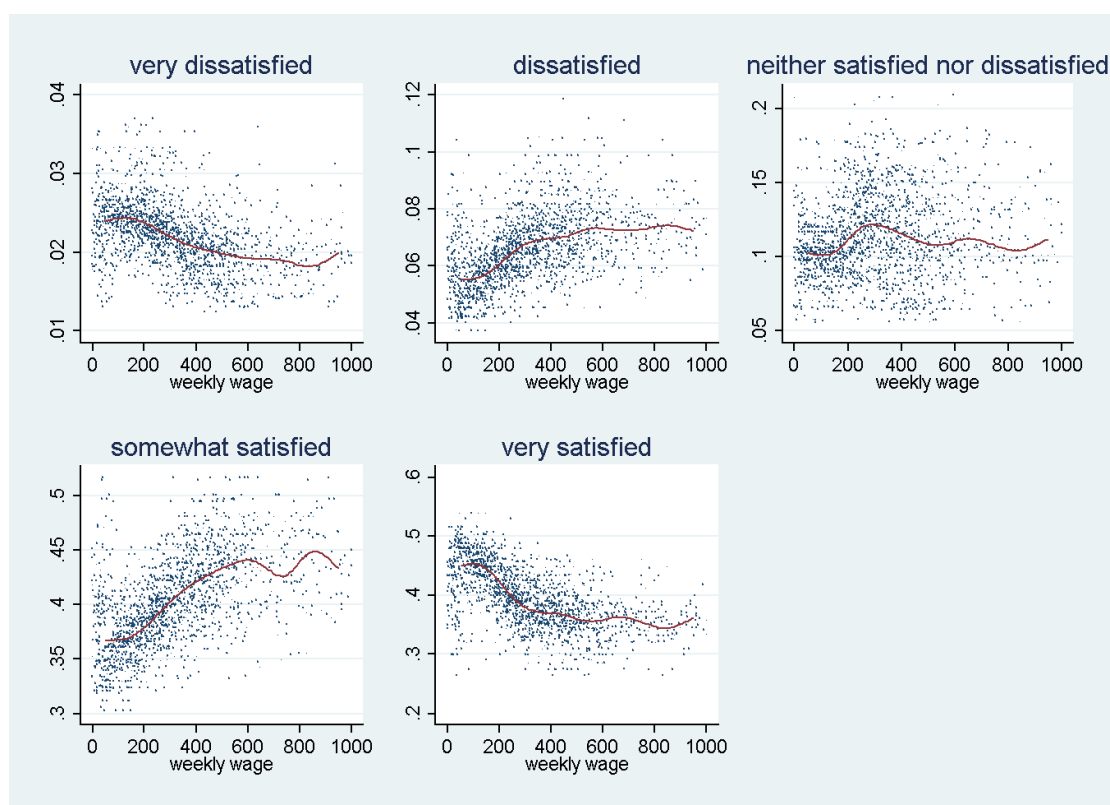 very dissatisfied
.04
.03
.02
.01
0 200 400 600 800 1000
weekly wage
dissatisfied
.12
.1
.08
.06
.04
0 200 400 600 800 1000
weekly wage
neither satisfied nor dissatisfied
.2
.15
.1
.05
0 200 400 600 800 1000
weekly wage
somewhat satisfied
.5
.45
.4
.35
.3
0 200 400 600 800 1000
weekly wage
very satisfied
.6
.5
.4
.3
.2
0 200 400 600 800 1000
weekly wage